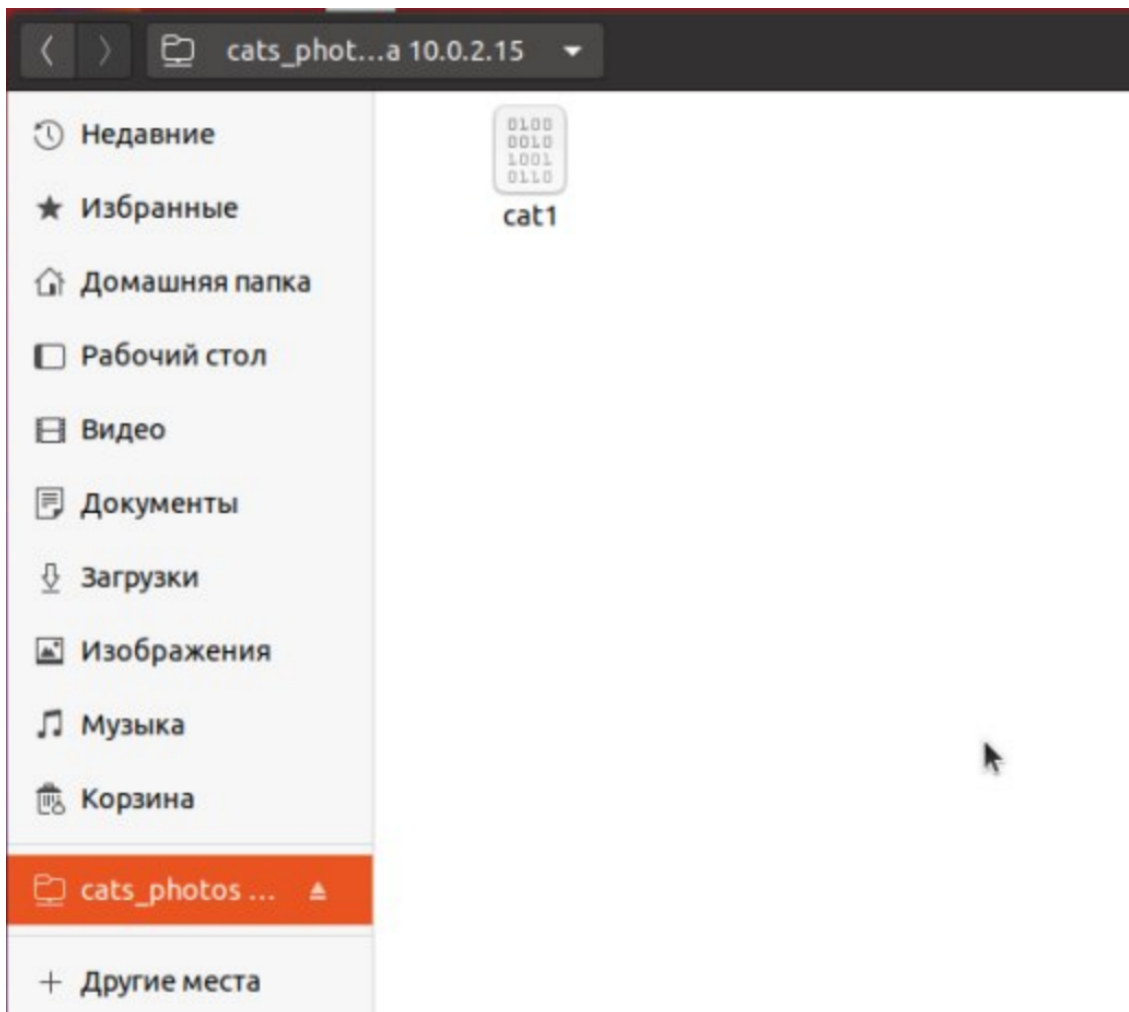 cats_phot...a 10.0.2.15
Недавние
Избранные
Домашняя папка
Рабочий стол
Видео
Документы
Загрузки
Изображения
Музыка
Корзина
cats_photos ...
Другие места
0100
0010
1001
0110
cat1